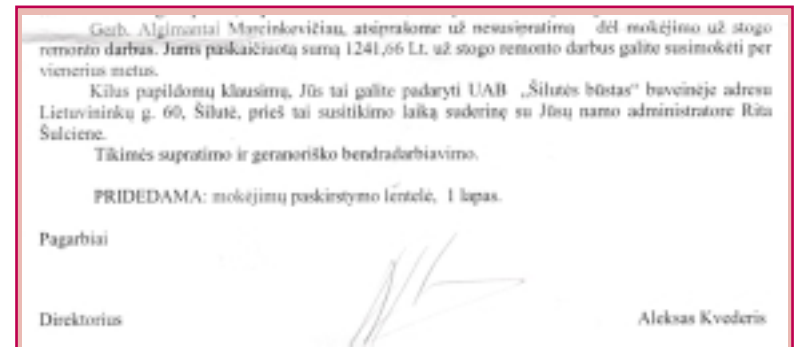 Gerb. Algimantai Marcinkevičiau, atsiprašome už nesusipratimą dėl mokėjimo už stogo
remonto darbus. Jums paskaičiuotą sumą 1241,66 Lt. už stogo remonto darbus galite susimokėti per
vienerius metus.
Kilus papildomų klausimų, Jūs tai galite padaryti UAB „Šilutės būstas“ buveinėje adresu
Lietuvininkų g. 60, Šilutė, prieš tai susitikimo laiką suderinę su Jūsų namo administratore Rita
Šulciene.
Tikimės supratimo ir geranoriško bendradarbiavimo.
PRIDEDAMA: mokėjimų paskirstymo lentelė, 1 lapas.
Pagarbiai
Direktorius Aleksas Kvederis